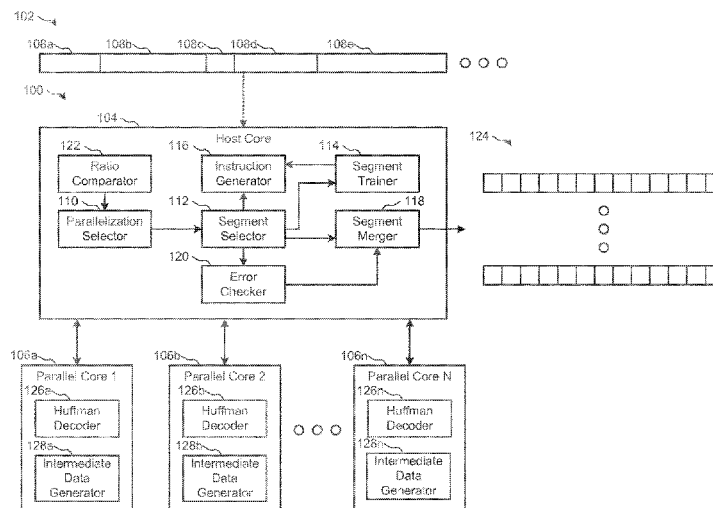 102
108a 108b 108c 108d 108e
100
104
Host Core
124
122
Ratio
Comparator
116
Instruction
Generator
114
Segment
Trainer
110
Parallelization
Selector
112
Segment
Selector
118
Segment
Merger
120
Error
Checker
106a
Parallel Core 1
126a
Huffman
Decoder
128a
Intermediate
Data
Generator
106b
Parallel Core 2
126b
Huffman
Decoder
128b
Intermediate
Data
Generator
106n
Parallel Core N
126n
Huffman
Decoder
128n
Intermediate
Data
Generator